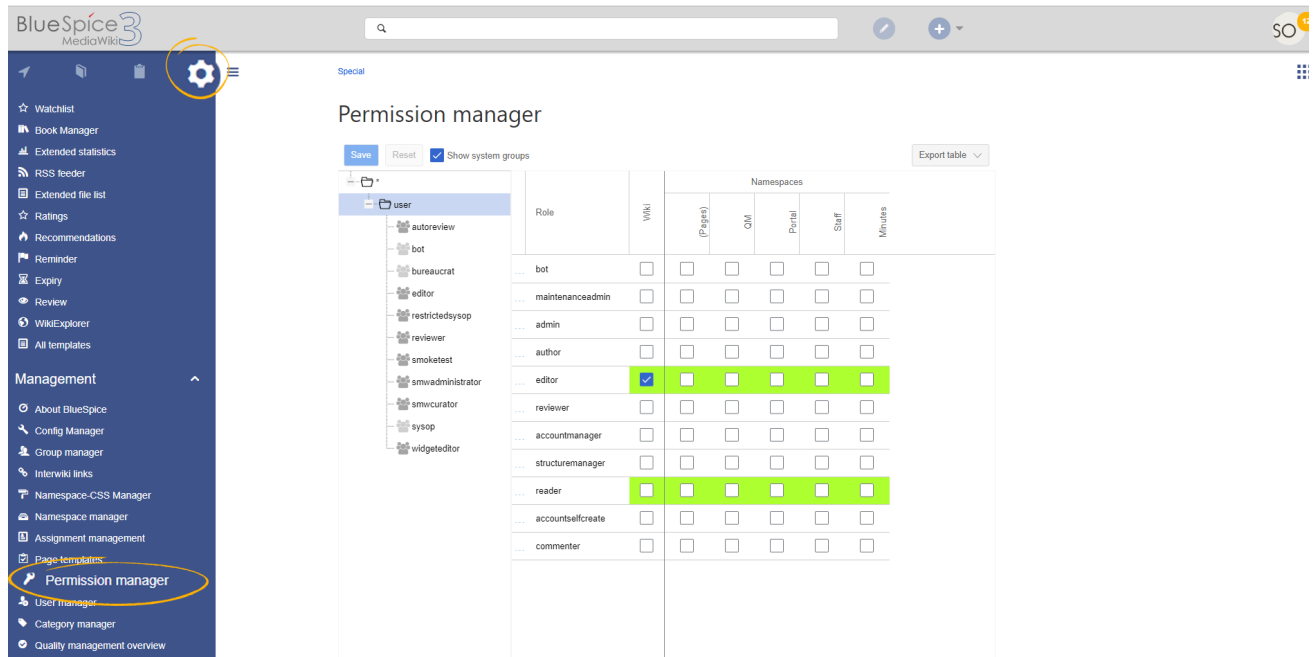 BlueSpice 3
MediaWiki
SO
12
Special
Permission manager
Save
Reset
Show system groups
Export table
Watchlist
Book Manager
Extended statistics
RSS feeder
Extended file list
Ratings
Recommendations
Reminder
Expiry
Review
WikiExplorer
All templates
Management
About BlueSpice
Config Manager
Group manager
Interwiki links
Namespace-CSS Manager
Namespace manager
Assignment management
Page templates
Permission manager
User manager
Category manager
Quality management overview
*
user
autoreview
bot
bureaucrat
editor
restrictedsysop
reviewer
smoketest
smwadministrator
smwcurator
sysop
widgeteditor
Namespaces
Role
Wiki
(Pages)
QM
Portal
Staff
Minutes
... bot
... maintenanceadmin
... admin
... author
... editor
... reviewer
... accountmanager
... structuremanager
... reader
... accountselfcreate
... commenter